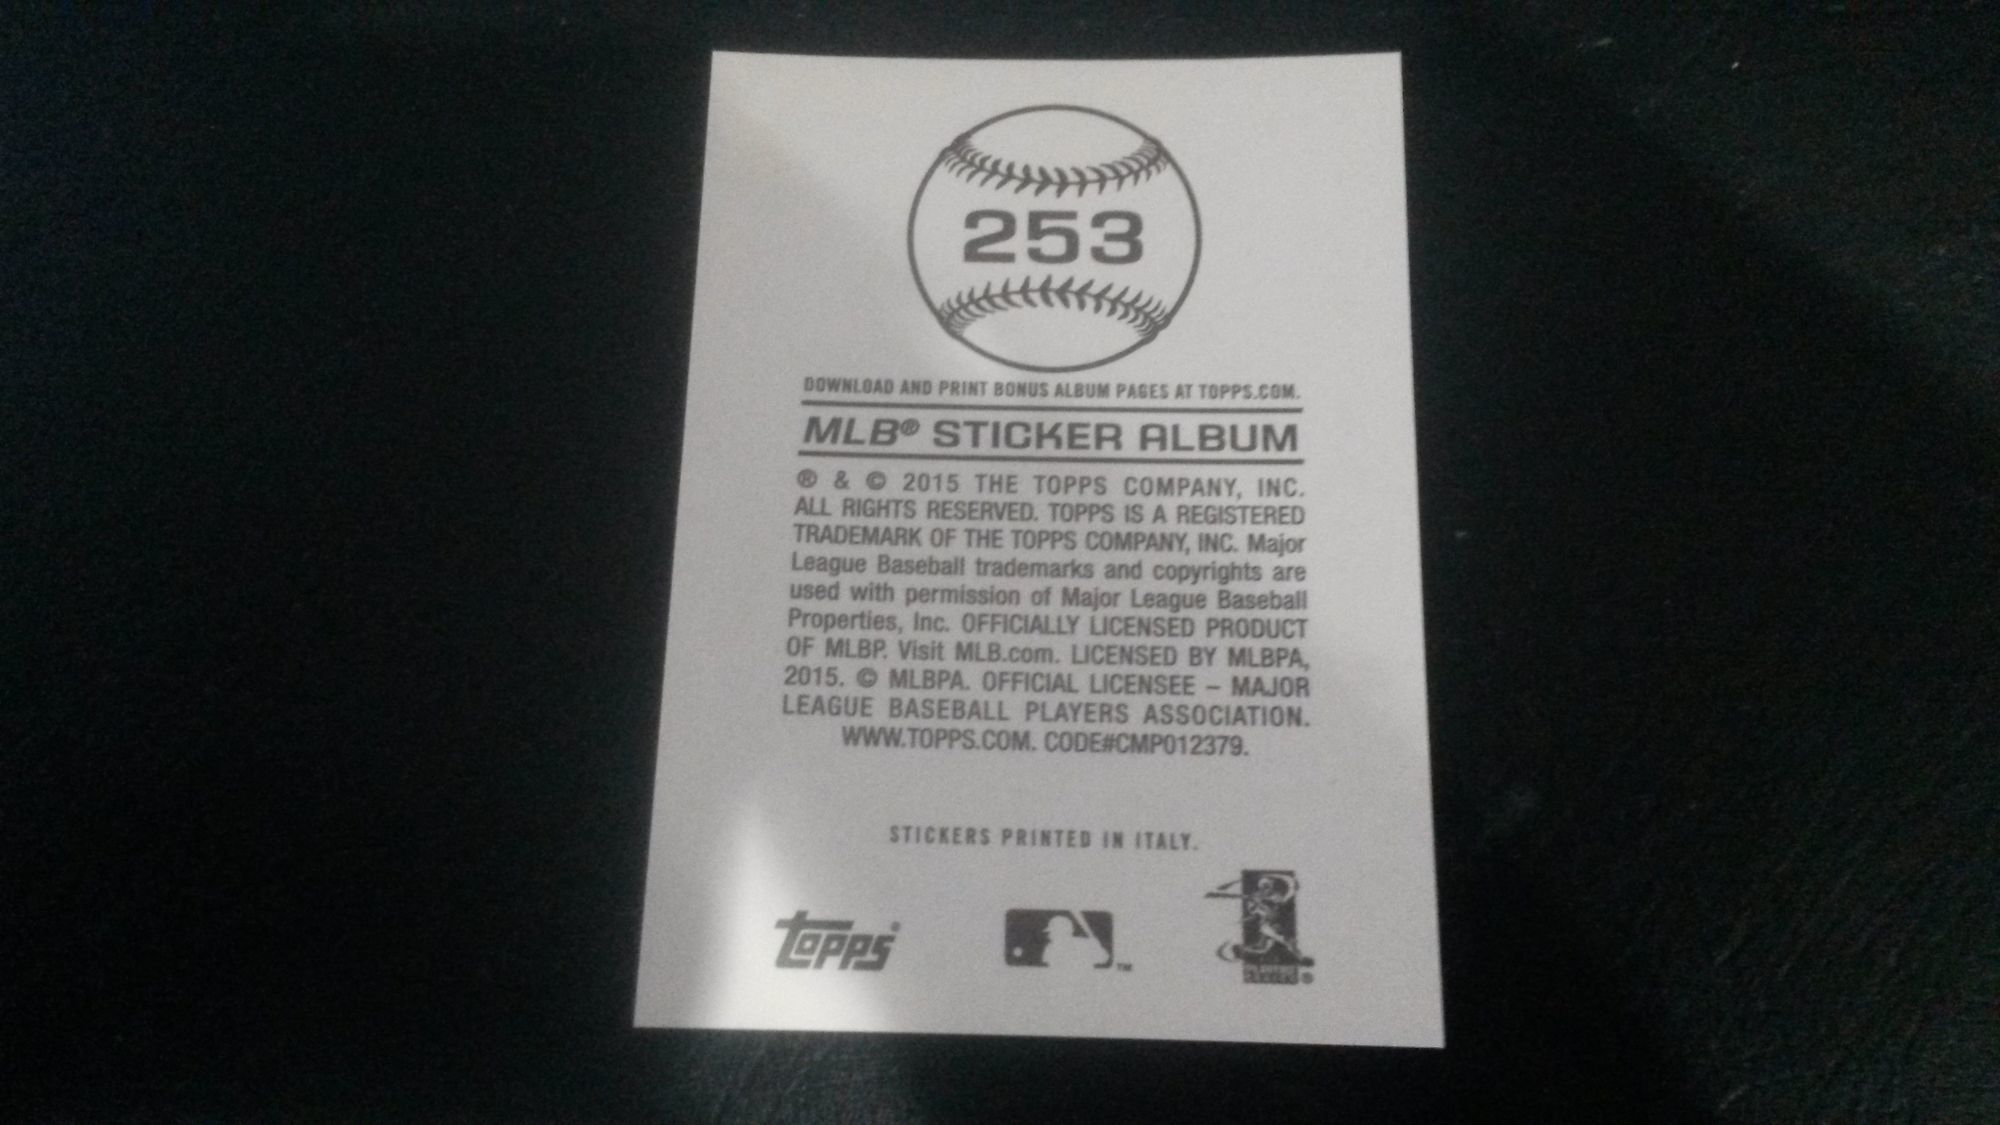 253
DOWNLOAD AND PRINT BONUS ALBUM PAGES AT TOPPS.COM.
MLB® STICKER ALBUM
® & © 2015 THE TOPPS COMPANY, INC.
ALL RIGHTS RESERVED. TOPPS IS A REGISTERED
TRADEMARK OF THE TOPPS COMPANY, INC. Major
League Baseball trademarks and copyrights are
used with permission of Major League Baseball
Properties, Inc. OFFICIALLY LICENSED PRODUCT
OF MLBP. Visit MLB.com. LICENSED BY MLBPA,
2015. © MLBPA. OFFICIAL LICENSEE – MAJOR
LEAGUE BASEBALL PLAYERS ASSOCIATION.
WWW.TOPPS.COM. CODE#CMP012379.
STICKERS PRINTED IN ITALY.
topps® ™ ®